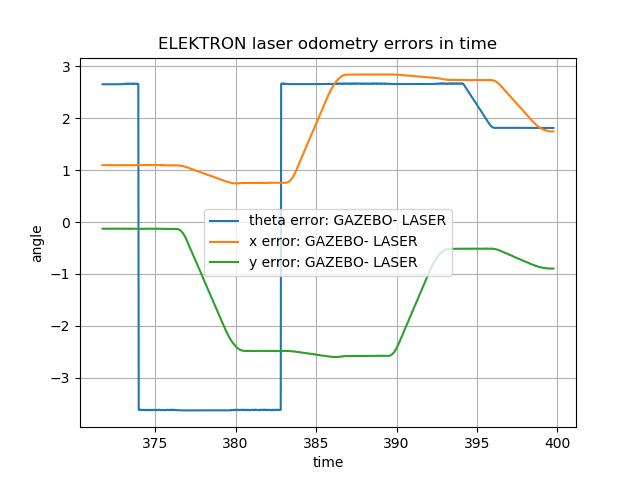 ELEKTRON laser odometry errors in time
3
2
1
0
−1
−2
−3
angle
theta error: GAZEBO- LASER
x error: GAZEBO- LASER
y error: GAZEBO- LASER
375 380 385 390 395 400
time